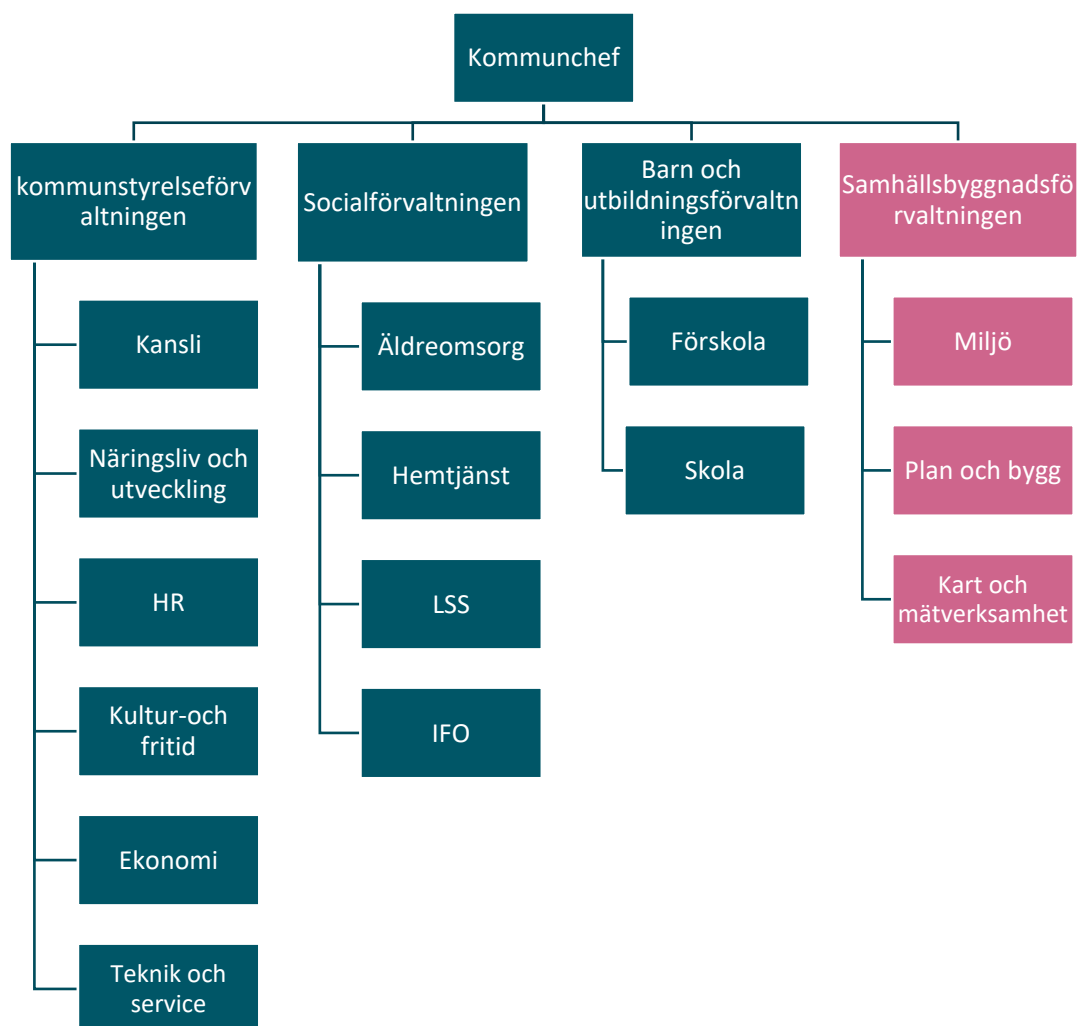 Kommunchef
kommunstyrelseförv
altningen
Kansli
Näringsliv och
utveckling
HR
Kultur-och
fritid
Ekonomi
Teknik och
service
Socialförvaltningen
Äldreomsorg
Hemtjänst
LSS
IFO
Barn och
utbildningsförvaltn
ingen
Förskola
Skola
Samhällsbyggnadsfö
rvaltningen
Miljö
Plan och bygg
Kart och
mätverksamhet